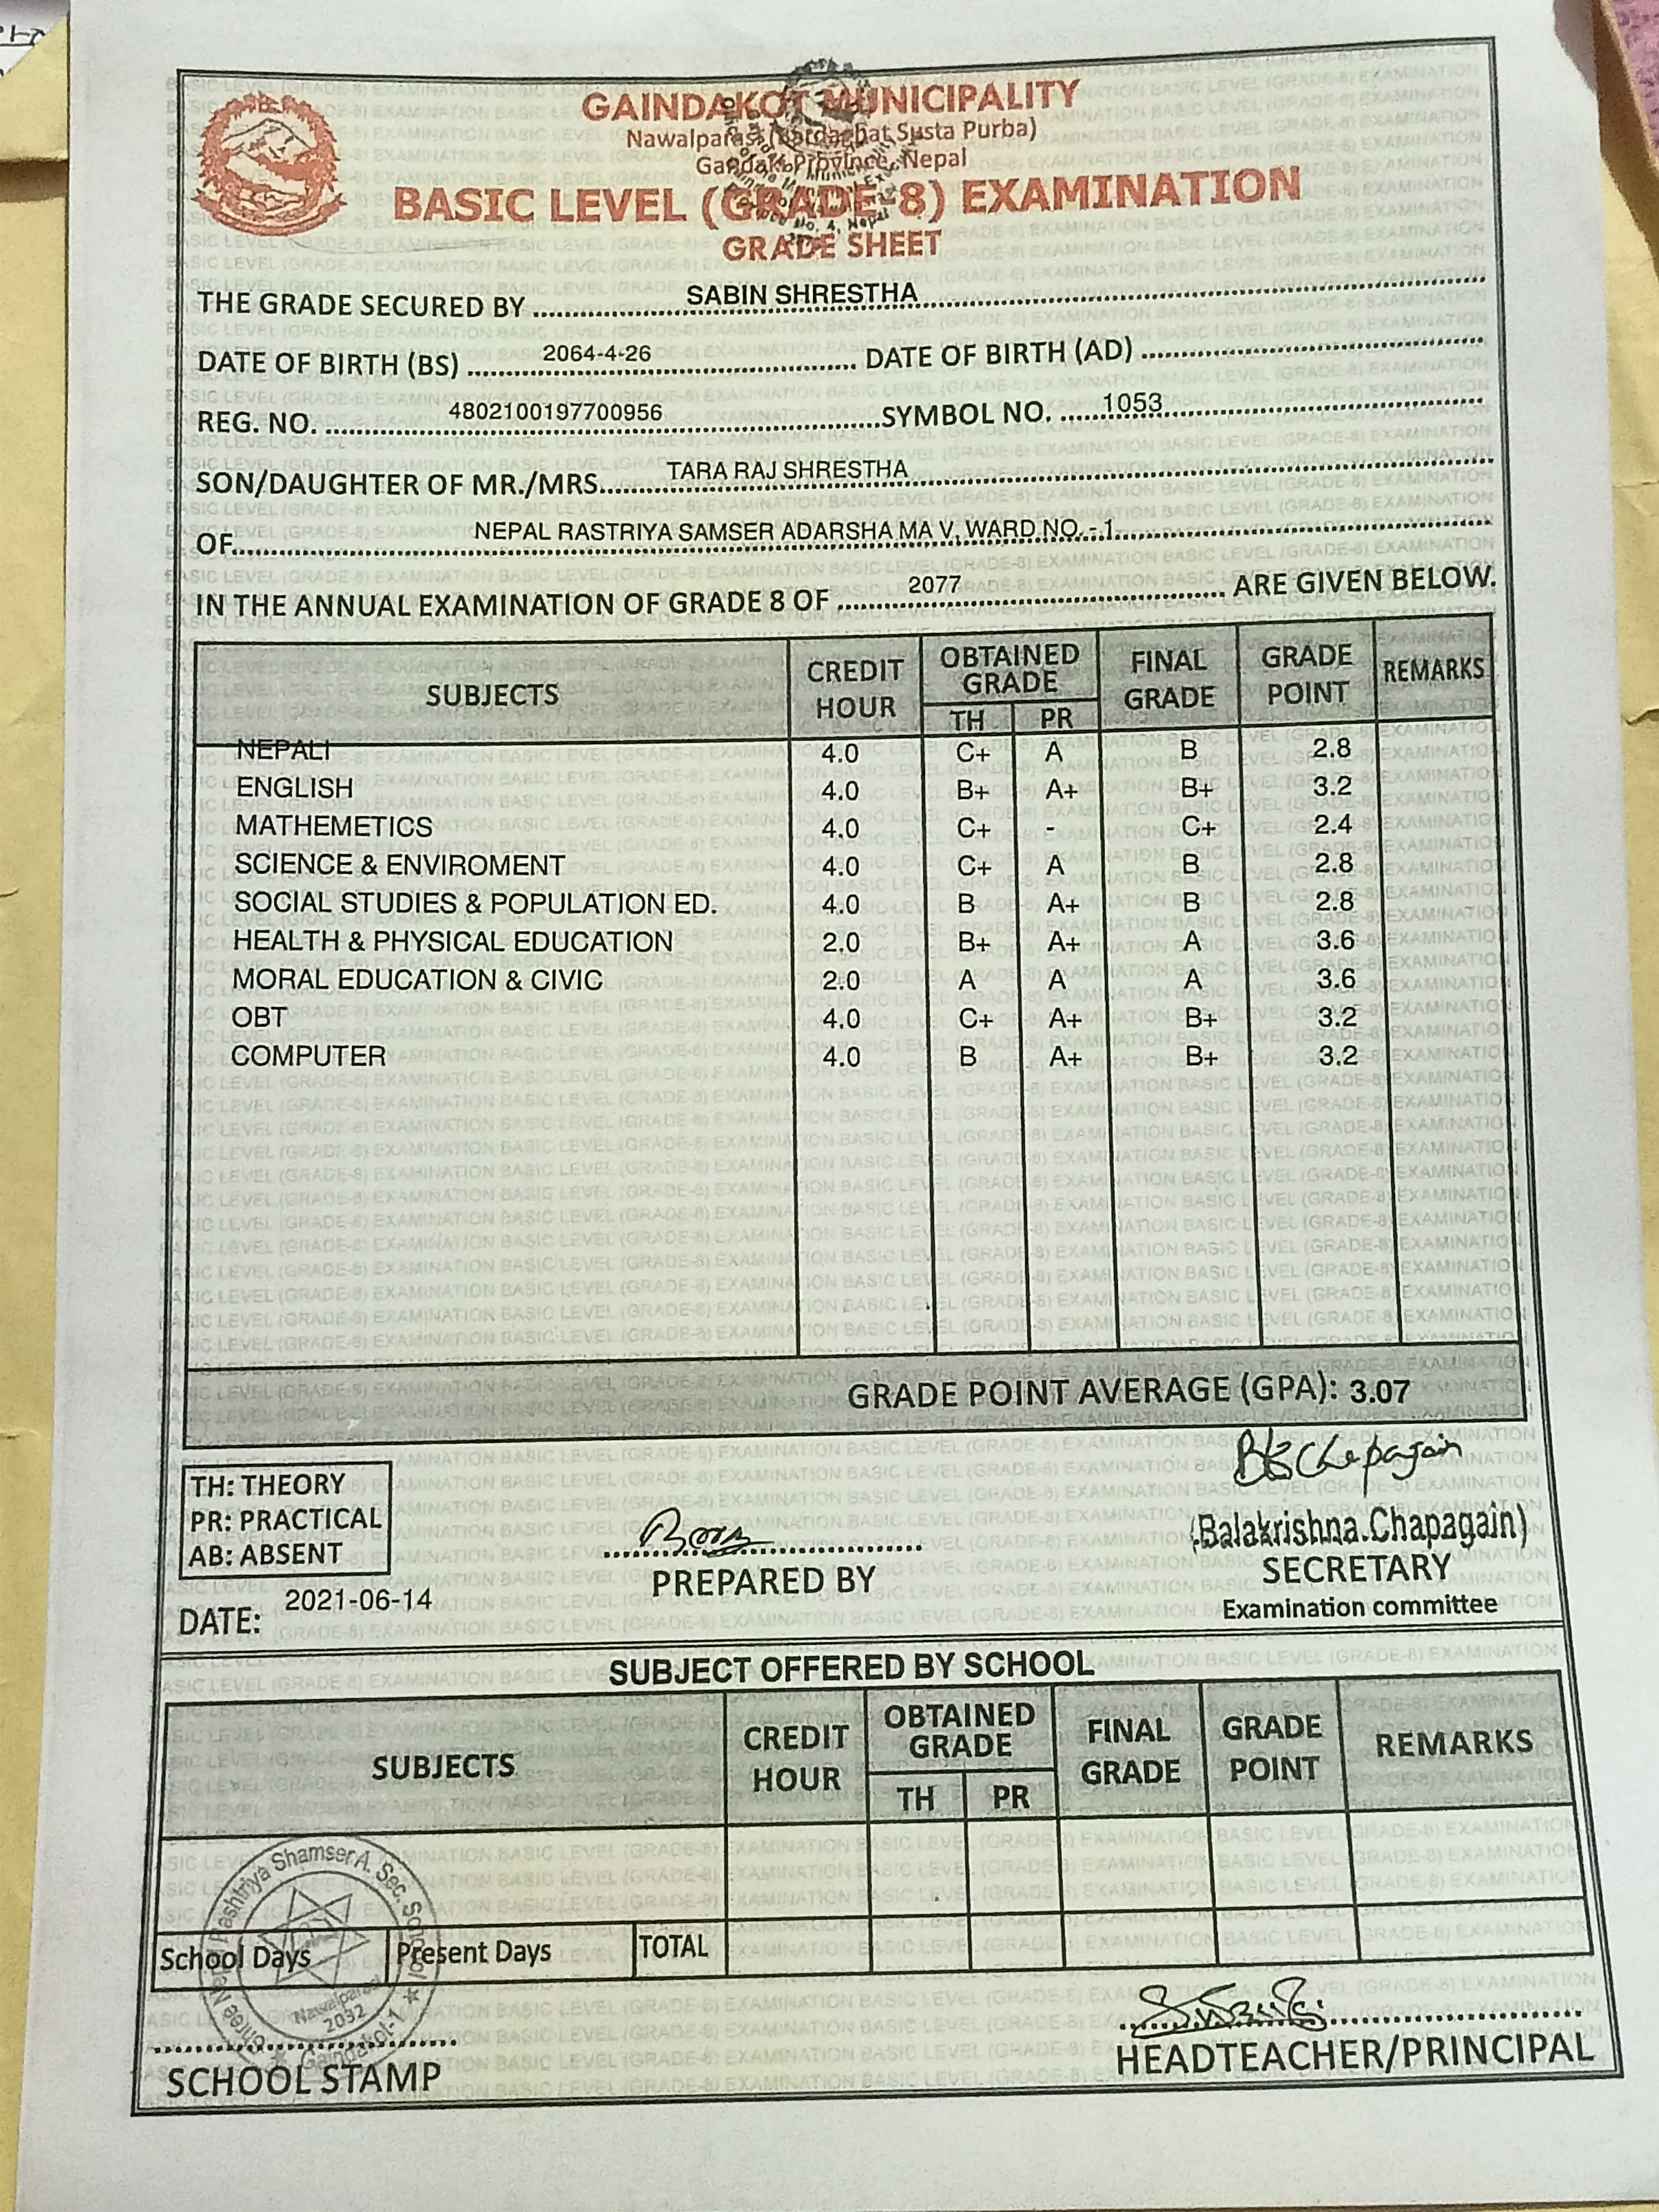 GAINDAKOT MUNICIPALITY
Nawalparasi (Bardaghat Susta Purba)
Gandaki Province, Nepal
BASIC LEVEL (GRADE-8) EXAMINATION
GRADE SHEET
THE GRADE SECURED BY SABIN SHRESTHA
DATE OF BIRTH (BS) 2064-4-26 DATE OF BIRTH (AD)
REG. NO. 4802100197700956 SYMBOL NO. 1053
SON/DAUGHTER OF MR./MRS. TARA RAJ SHRESTHA
OF NEPAL RASTRIYA SAMSER ADARSHA MA V, WARD NO. - 1
IN THE ANNUAL EXAMINATION OF GRADE 8 OF 2077 ARE GIVEN BELOW.
SUBJECTS CREDIT HOUR OBTAINED GRADE TH PR FINAL GRADE GRADE POINT REMARKS
NEPALI 4.0 C+ A B 2.8
ENGLISH 4.0 B+ A+ B+ 3.2
MATHEMETICS 4.0 C+ - C+ 2.4
SCIENCE & ENVIROMENT 4.0 C+ A B 2.8
SOCIAL STUDIES & POPULATION ED. 4.0 B A+ B 2.8
HEALTH & PHYSICAL EDUCATION 2.0 B+ A+ A 3.6
MORAL EDUCATION & CIVIC 2.0 A A A 3.6
OBT 4.0 C+ A+ B+ 3.2
COMPUTER 4.0 B A+ B+ 3.2
GRADE POINT AVERAGE (GPA): 3.07
TH: THEORY
PR: PRACTICAL
AB: ABSENT
DATE: 2021-06-14
PREPARED BY
BKChapagain
(Balakrishna Chapagain)
SECRETARY
Examination committee
SUBJECT OFFERED BY SCHOOL
SUBJECTS CREDIT HOUR OBTAINED GRADE TH PR FINAL GRADE GRADE POINT REMARKS
School Days Present Days TOTAL
Shree Nepal Rashtriya Shamser A. Sec. School
Nawalparasi
2032
Gaindakot-1
SCHOOL STAMP
HEADTEACHER/PRINCIPAL